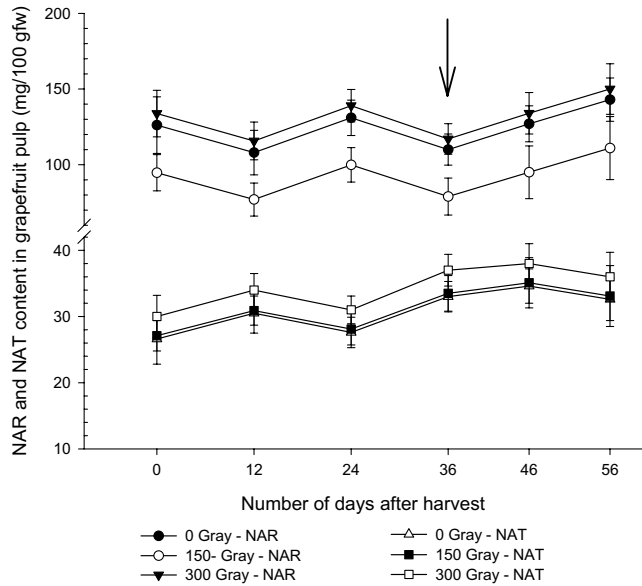 NAR and NAT content in grapefruit pulp (mg/100 gfw)
200
150
100
40
30
20
10
0
12
24
36
46
56
Number of days after harvest
0 Gray - NAR
150- Gray - NAR
300 Gray - NAR
0 Gray - NAT
150 Gray - NAT
300 Gray - NAT